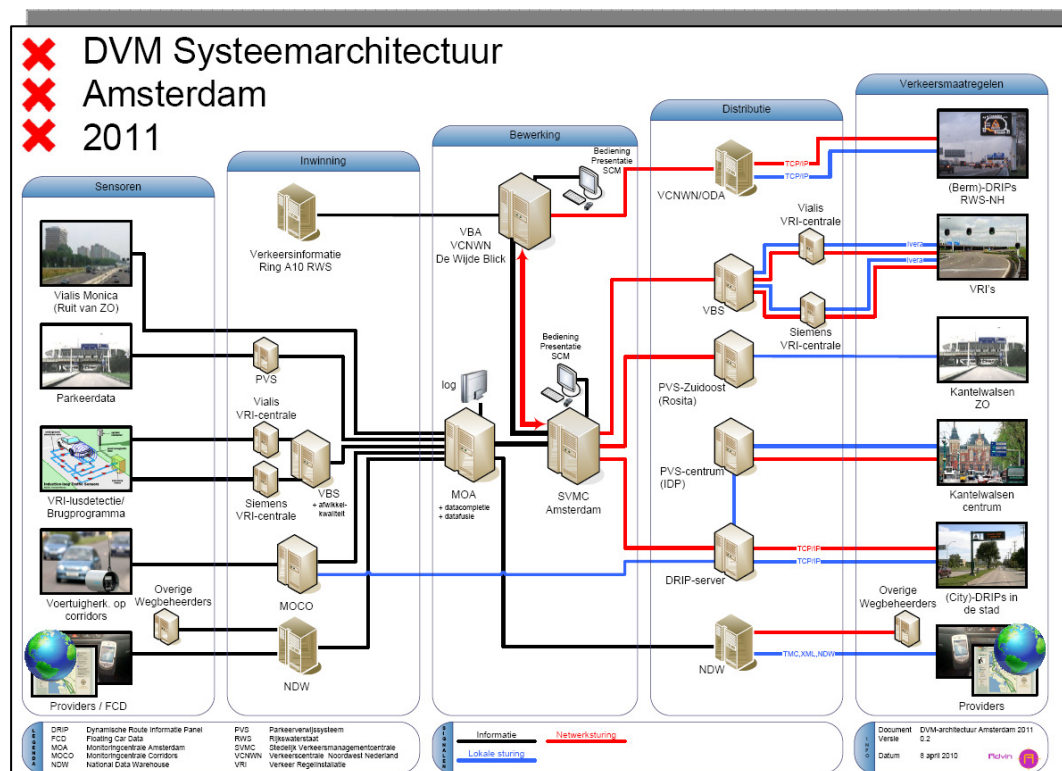 DVM Systeemarchitectuur
Amsterdam
2011
Sensoren
Vialis Monica
(Ruit van ZO)
Parkeerdata
VRI-lusdetectie/
Brugprogramma
Voertuigherk. op
corridors
Overige
Wegbeheerders
Providers / FCD
Inwinning
Verkeersinformatie
Ring A10 RWS
PVS
Vialis
VRI-centrale
Siemens
VRI-centrale
VBS
+ afwikkel-
kwaliteit
MOCO
NDW
Bewerking
Bediening
Presentatie
SCM
VBA
VCNWN
De Wijde Blick
Bediening
Presentatie
SCM
log
MOA
+ datacompletie
+ datafusie
SVMC
Amsterdam
Distributie
VCNWN/ODA
TCP/IP
TCP/IP
Vialis
VRI-centrale
VBS
Siemens
VRI-centrale
PVS-Zuidoost
(Rosita)
PVS-centrum
(IDP)
DRIP-server
TCP/IP
TCP/IP
NDW
TMC,XML,NDW
Verkeersmaatregelen
(Berm)-DRIPs
RWS-NH
Ivera
Ivera
VRI's
Kantelwalsen
ZO
Kantelwalsen
centrum
(City)-DRIPs in
de stad
Overige
Wegbeheerders
Providers
LEGENDA
DRIP Dynamische Route Informatie Panel
FCD Floating Car Data
MOA Monitoringcentrale Amsterdam
MOCO Monitoringcentrale Corridors
NDW National Data Warehouse
PVS Parkeerverwijssysteem
RWS Rijkswaterstaat
SVMC Stedelijk Verkeersmanagementcentrale
VCNWN Verkeerscentrale Noordwest Nederland
VRI Verkeer Regelinstallatie
SIGNALEN
Informatie
Netwerksturing
Lokale sturing
INFO
Document DVM-architectuur Amsterdam 2011
Versie 0.2
Datum 8 april 2010
Advin